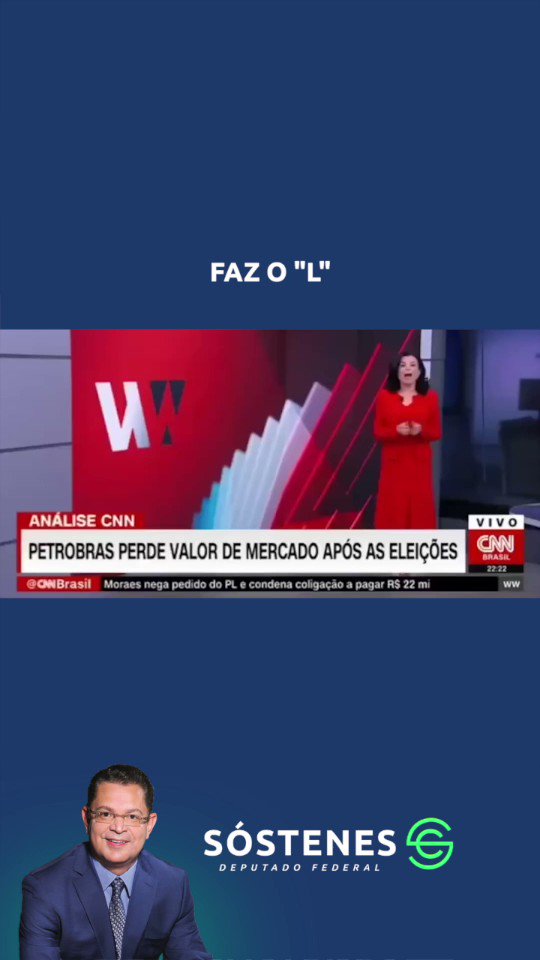 FAZ O "L"
W
ANÁLISE CNN
VIVO
PETROBRAS PERDE VALOR DE MERCADO APÓS AS ELEIÇÕES
CNN
BRASIL
22:22
@CNNBrasil Moraes nega pedido do PL e condena coligação a pagar R$ 22 mi
WW
SÓSTENES
DEPUTADO FEDERAL